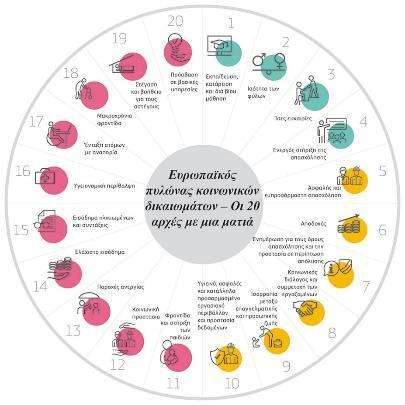 Ευρωπαϊκός
πυλώνας κοινωνικών
δικαιωμάτων – Οι 20
αρχές με μια ματιά
1
Εκπαίδευση,
κατάρτιση
και διά βίου
μάθηση
2
Ισότητα των
φύλων
3
Ίσες ευκαιρίες
4
Ενεργός στήριξη της
απασχόλησης
5
Ασφαλής και
ευπροσάρμοστη απασχόληση
6
Αποδοχές
7
Ενημέρωση για τους όρους
απασχόλησης και την
προστασία σε περίπτωση
απόλυσης
8
Κοινωνικός
διάλογος και
συμμετοχή των
εργαζομένων
9
Ισορροπία
μεταξύ
επαγγελματικής
και προσωπικής
ζωής
10
Υγιεινό, ασφαλές
και κατάλληλα
προσαρμοσμένο
εργασιακό
περιβάλλον
και προστασία
δεδομένων
11
Φροντίδα
και στήριξη
των
παιδιών
12
Κοινωνική
προστασία
13
Παροχές ανεργίας
14
Ελάχιστο εισόδημα
15
Εισόδημα ηλικιωμένων
και συντάξεις
16
Υγειονομική περίθαλψη
17
Ένταξη ατόμων
με αναπηρία
18
Μακροχρόνια
φροντίδα
19
Στέγαση
και βοήθεια
για τους
αστέγους
20
Πρόσβαση
σε βασικές
υπηρεσίες